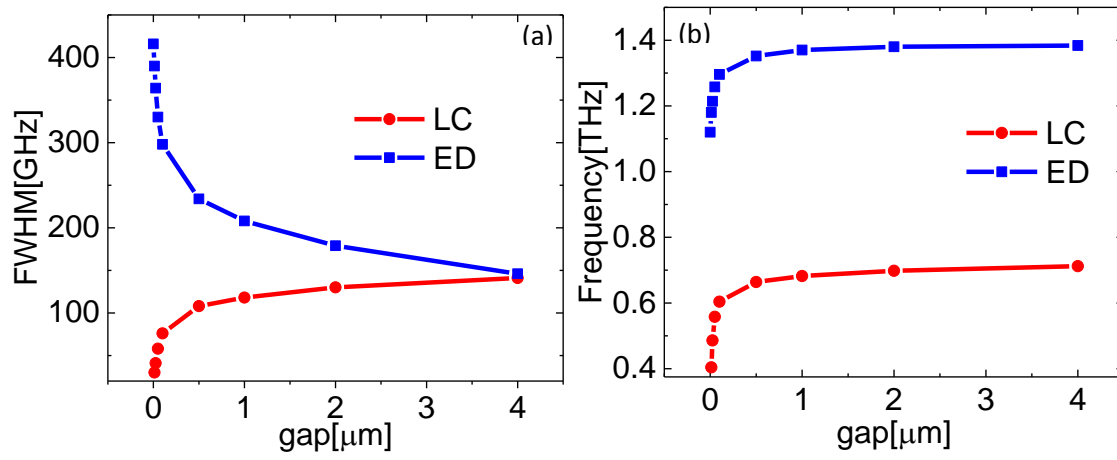 (a)
FWHM[GHz]
400
300
200
100
LC
ED
0 1 2 3 4
gap[μm]
(b)
Frequency[THz]
1.4
1.2
1.0
0.8
0.6
0.4
LC
ED
0 1 2 3 4
gap[μm]